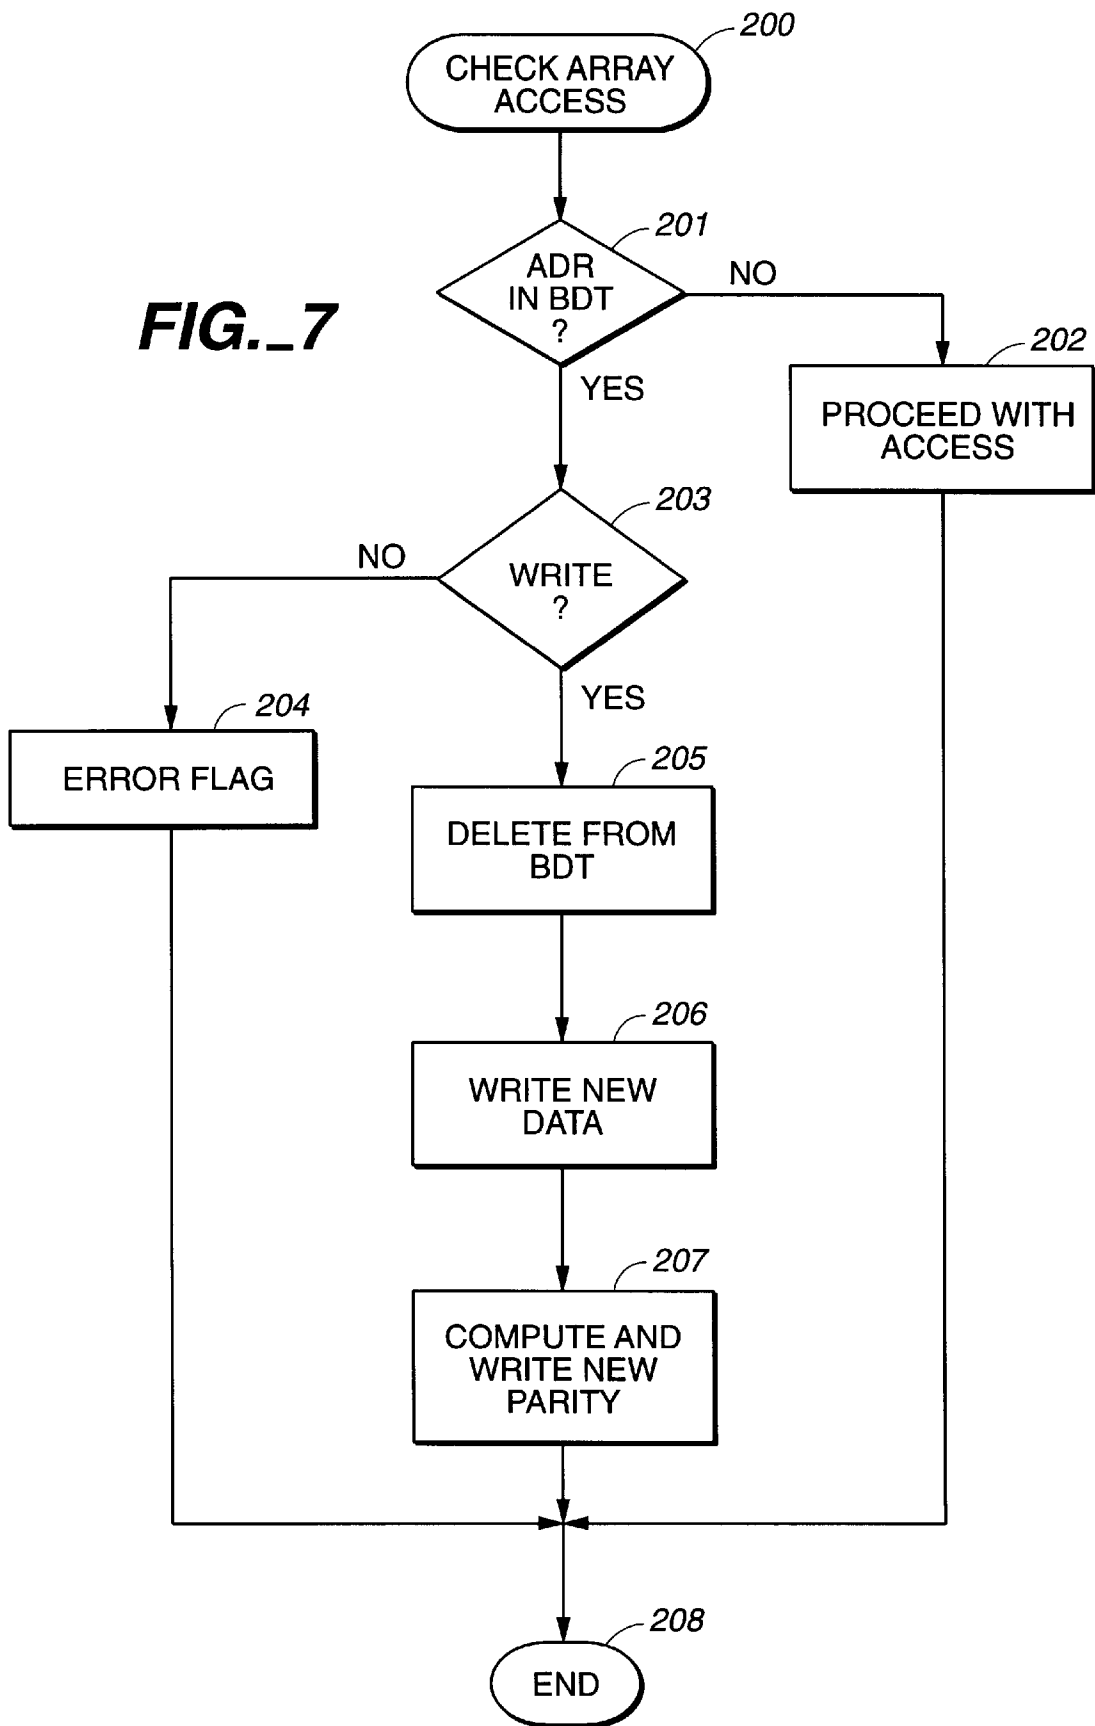 200
CHECK ARRAY
ACCESS
201
ADR
IN BDT
?
NO
YES
FIG._7
202
PROCEED WITH
ACCESS
203
WRITE
?
NO
YES
204
ERROR FLAG
205
DELETE FROM
BDT
206
WRITE NEW
DATA
207
COMPUTE AND
WRITE NEW
PARITY
208
END